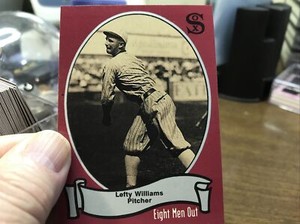 S
Lefty Williams
Pitcher
Eight Men Out